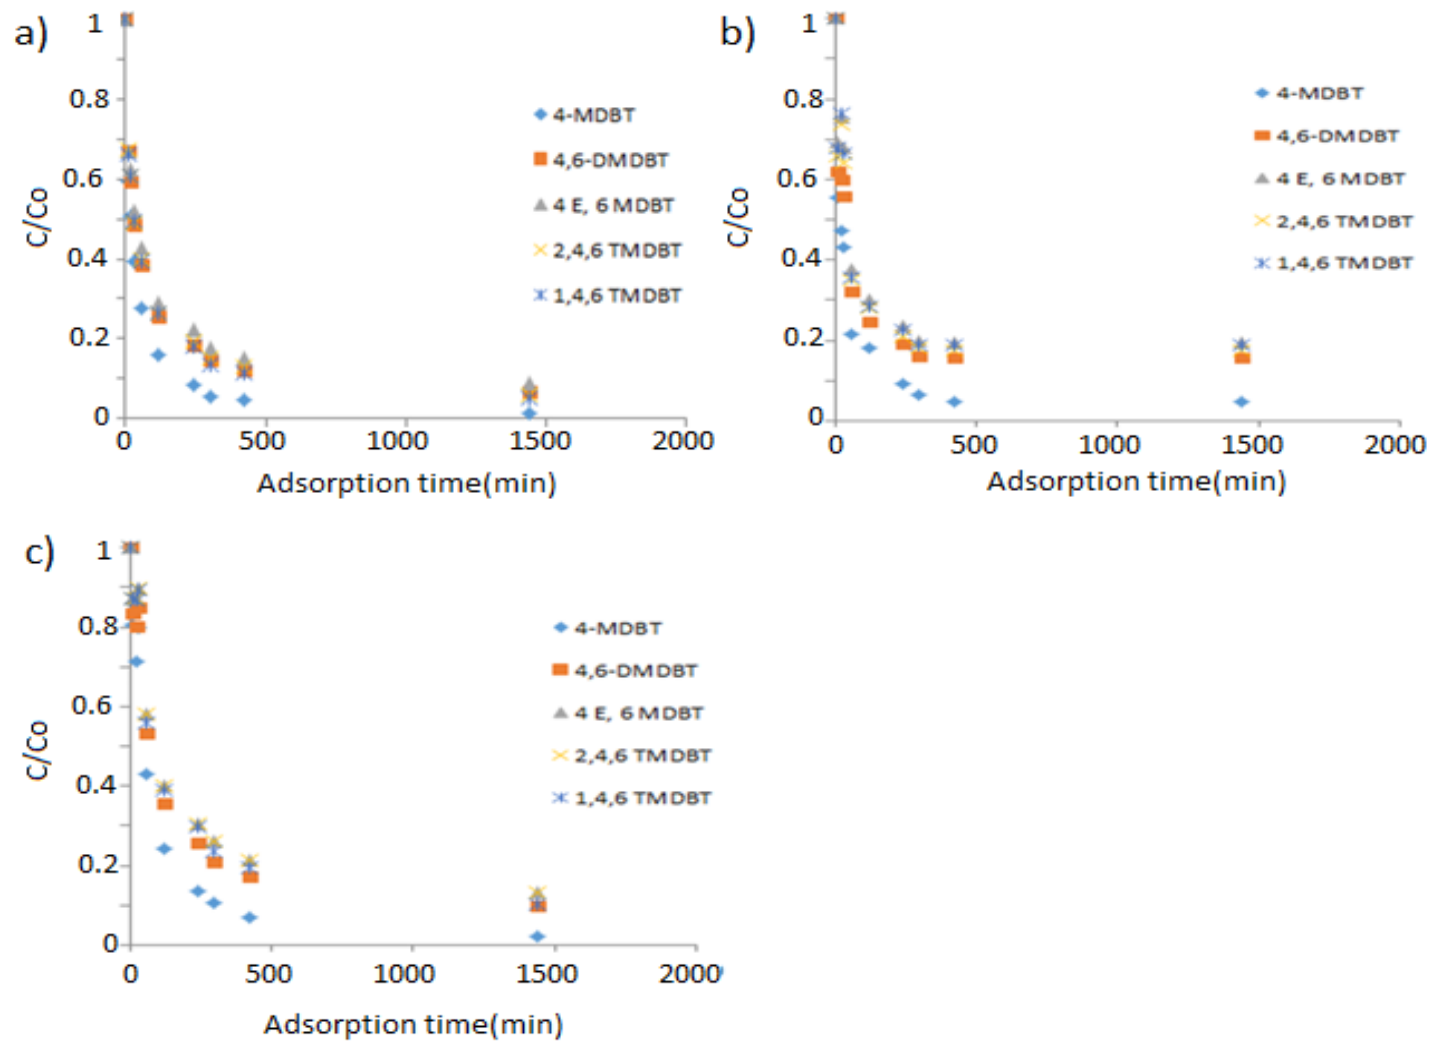 a)
1
0.8
0.6
0.4
0.2
0
C/Co
0 500 1000 1500 2000
Adsorption time(min)
4-MDBT
4,6-DMDBT
4 E, 6 MDBT
2,4,6 TMDBT
1,4,6 TMDBT
b)
1
0.8
0.6
0.4
0.2
0
C/Co
0 500 1000 1500 2000
Adsorption time(min)
4-MDBT
4,6-DMDBT
4 E, 6 MDBT
2,4,6 TMDBT
1,4,6 TMDBT
c)
1
0.8
0.6
0.4
0.2
0
C/Co
0 500 1000 1500 2000
Adsorption time(min)
4-MDBT
4,6-DMDBT
4 E, 6 MDBT
2,4,6 TMDBT
1,4,6 TMDBT